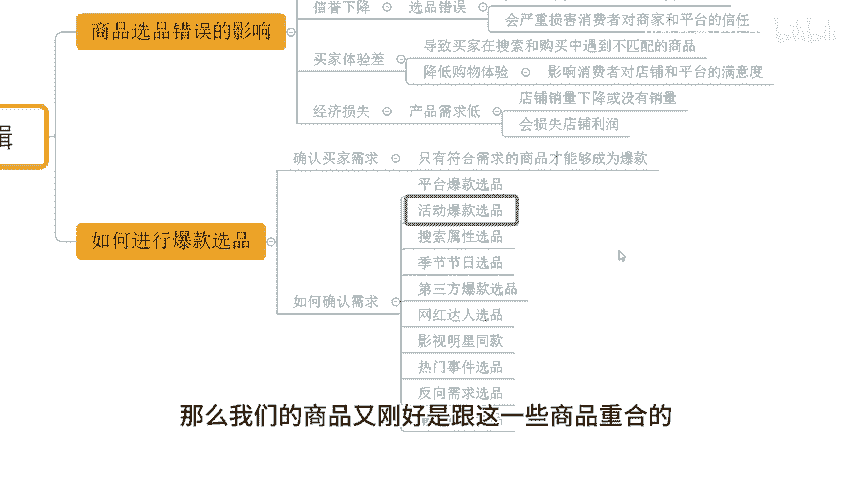 信誉下降
选品错误
会严重损害消费者对商家和平台的信任
商品选品错误的影响
买家体验差
导致买家在搜索和购买中遇到不匹配的商品
降低购物体验
影响消费者对店铺和平台的满意度
经济损失
产品需求低
店铺销量下降或没有销量
会损失店铺利润
辑
如何进行爆款选品
确认买家需求
只有符合需求的商品才能够成为爆款
如何确认需求
平台爆款选品
活动爆款选品
搜索属性选品
季节节日选品
第三方爆款选品
网红达人选品
影视明星同款
热门事件选品
反向需求选品
那么我们的商品又刚好是跟这一些商品重合的